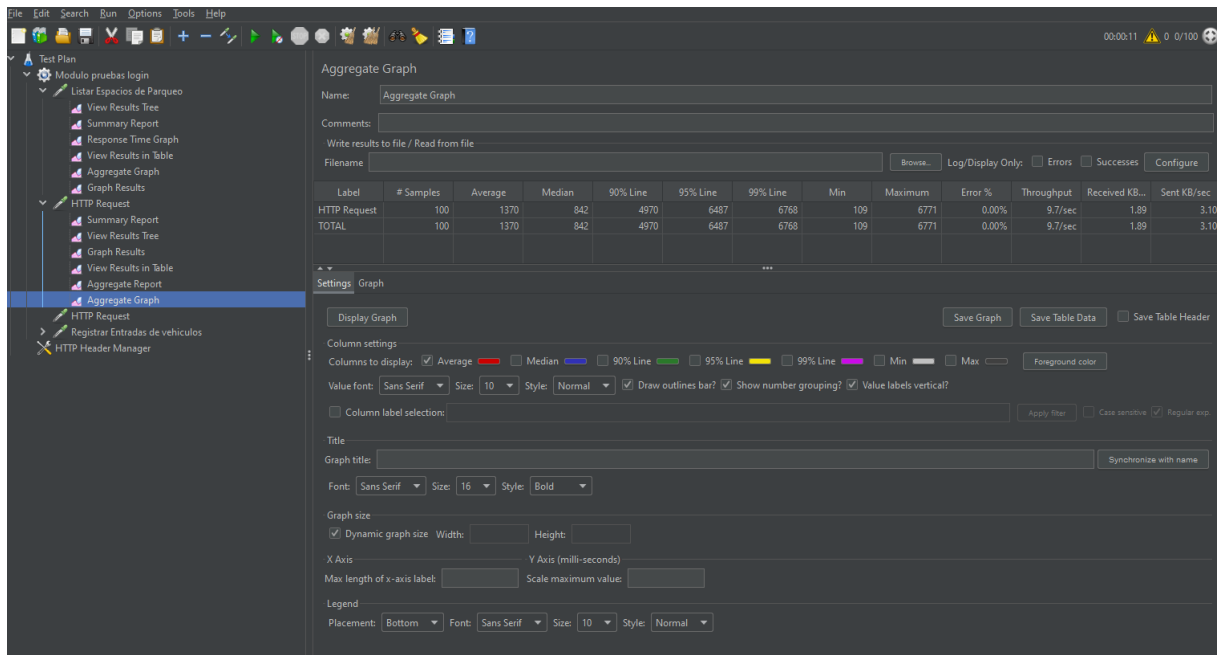 File Edit Search Run Options Tools Help
00:00:11 0 0/100
Test Plan
Modulo pruebas login
Listar Espacios de Parqueo
View Results Tree
Summary Report
Response Time Graph
View Results in Table
Aggregate Graph
Graph Results
HTTP Request
Summary Report
View Results Tree
Graph Results
View Results in Table
Aggregate Report
Aggregate Graph
HTTP Request
Registrar Entradas de vehiculos
HTTP Header Manager
Aggregate Graph
Name: Aggregate Graph
Comments:
Write results to file / Read from file
Filename Browse... Log/Display Only: Errors Successes Configure
Label # Samples Average Median 90% Line 95% Line 99% Line Min Maximum Error % Throughput Received KB... Sent KB/sec
HTTP Request 100 1370 842 4970 6487 6768 109 6771 0.00% 9.7/sec 1.89 3.10
TOTAL 100 1370 842 4970 6487 6768 109 6771 0.00% 9.7/sec 1.89 3.10
Settings Graph
Display Graph Save Graph Save Table Data Save Table Header
Column settings
Columns to display: Average Median 90% Line 95% Line 99% Line Min Max Foreground color
Value font: Sans Serif Size: 10 Style: Normal Draw outlines bar? Show number grouping? Value labels vertical?
Column label selection: Apply filter Case sensitive Regular exp.
Title
Graph title: Synchronize with name
Font: Sans Serif Size: 16 Style: Bold
Graph size
Dynamic graph size Width: Height:
X Axis Y Axis (milli-seconds)
Max length of x-axis label: Scale maximum value:
Legend
Placement: Bottom Font: Sans Serif Size: 10 Style: Normal